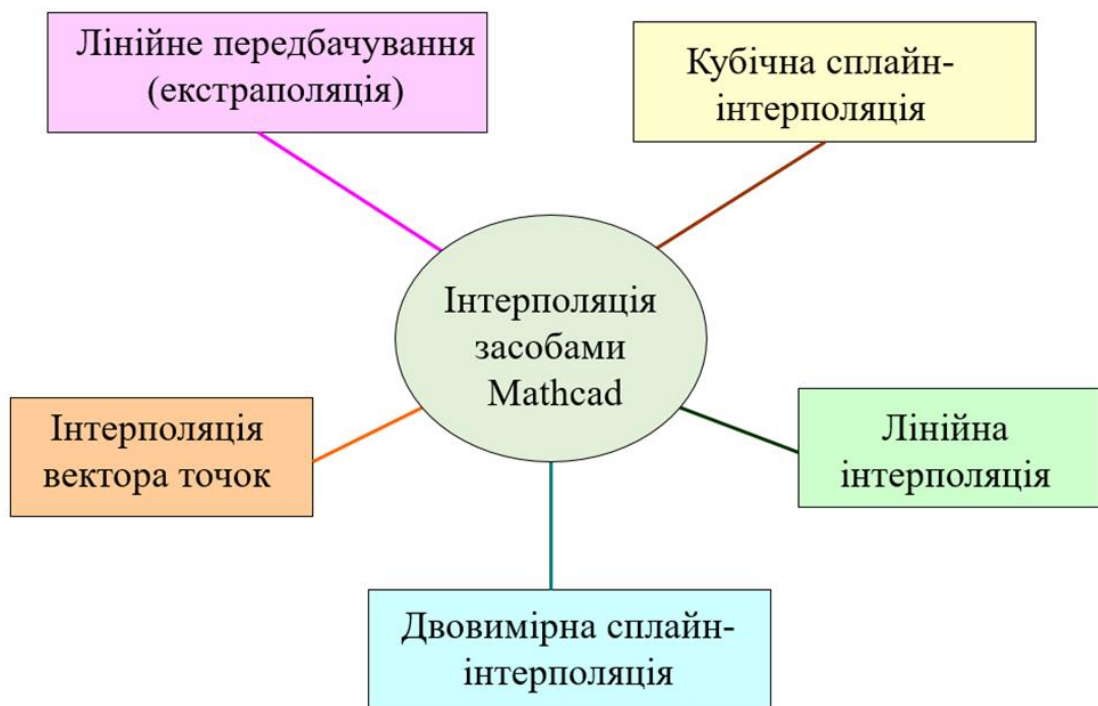 Лінійне передбачування
(екстраполяція)
Кубічна сплайн-
інтерполяція
Інтерполяція
засобами
Mathcad
Інтерполяція
вектора точок
Лінійна
інтерполяція
Двовимірна сплайн-
інтерполяція